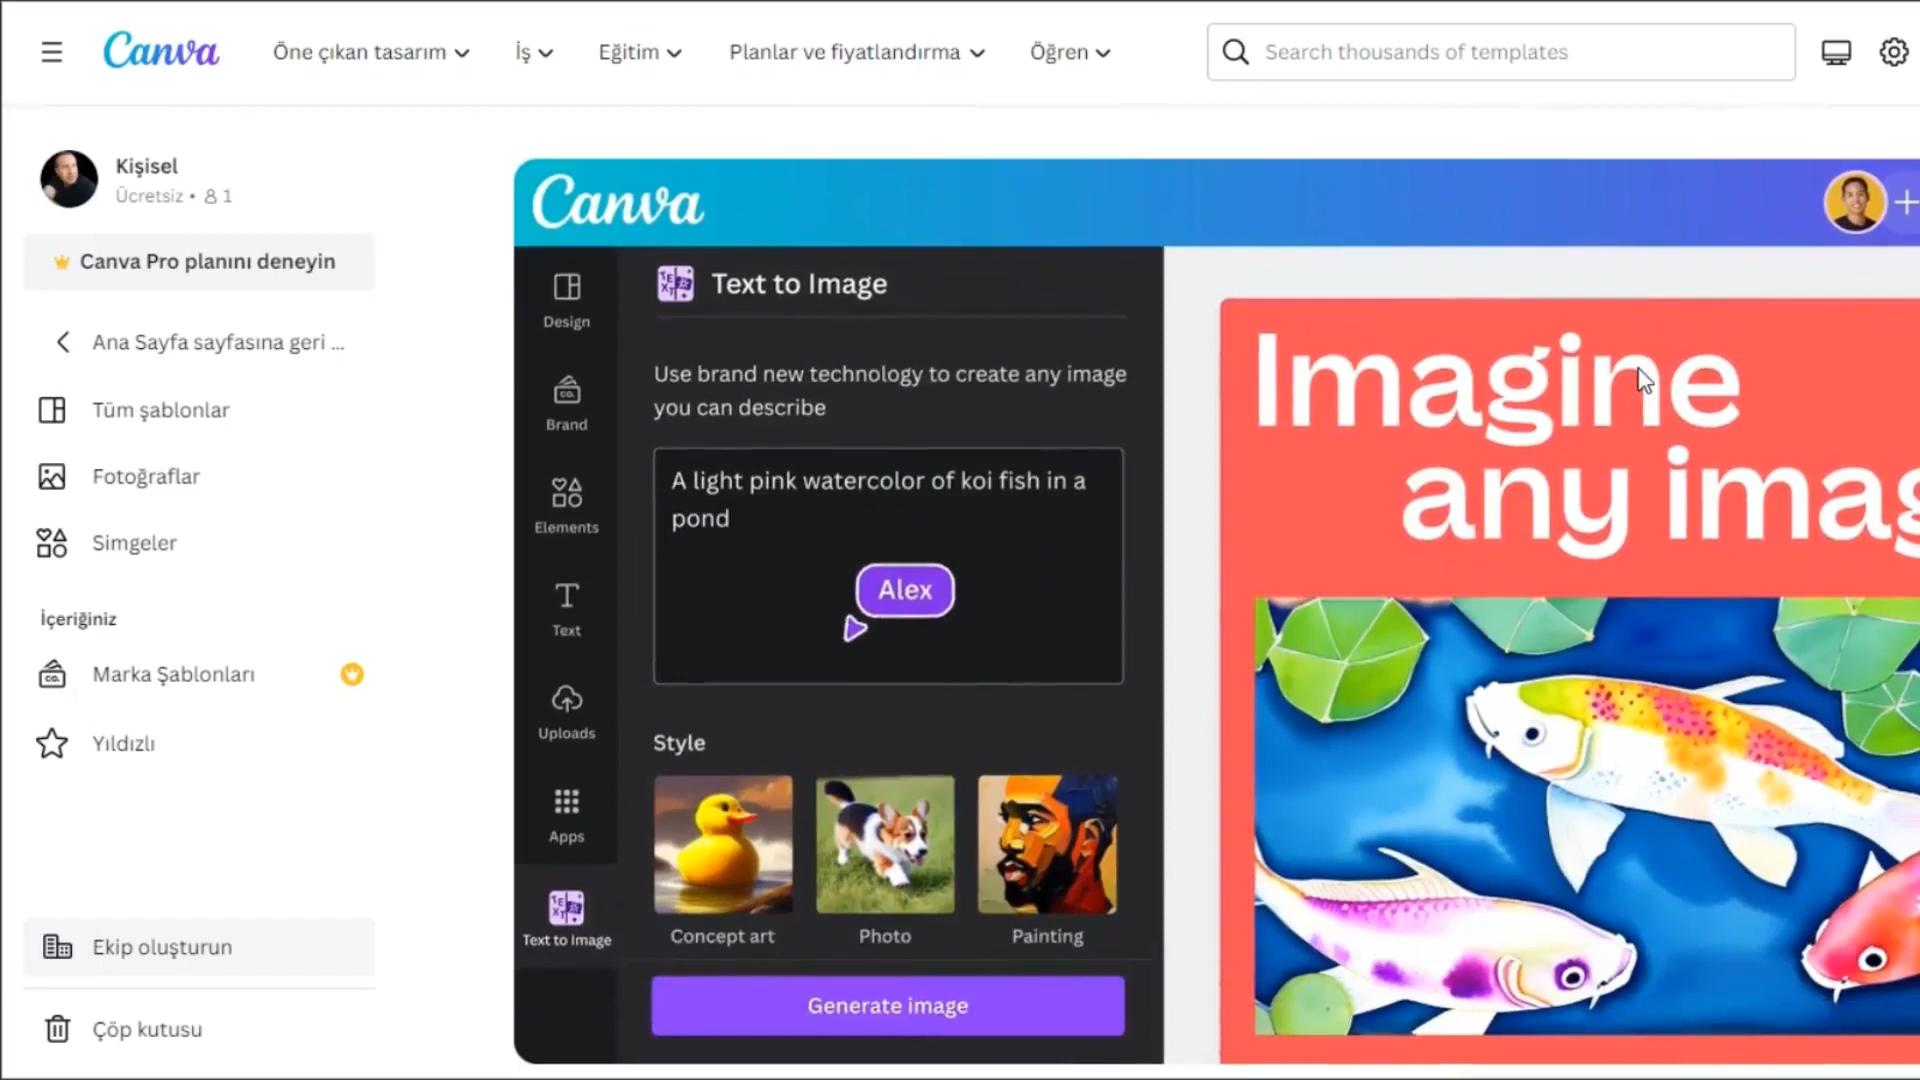 Canva
Öne çıkan tasarım
İş
Eğitim
Planlar ve fiyatlandırma
Öğren
Search thousands of templates
Kişisel
Ücretsiz • 1
Canva Pro planını deneyin
Ana Sayfa sayfasına geri ...
Tüm şablonlar
Fotoğraflar
Simgeler
İçeriğiniz
Marka Şablonları
Yıldızlı
Ekip oluşturun
Çöp kutusu
Canva
Design
Brand
Elements
Text
Uploads
Apps
Text to Image
Text to Image
Use brand new technology to create any image
you can describe
A light pink watercolor of koi fish in a
pond
Alex
Style
Concept art
Photo
Painting
Generate image
Imagine
any imag